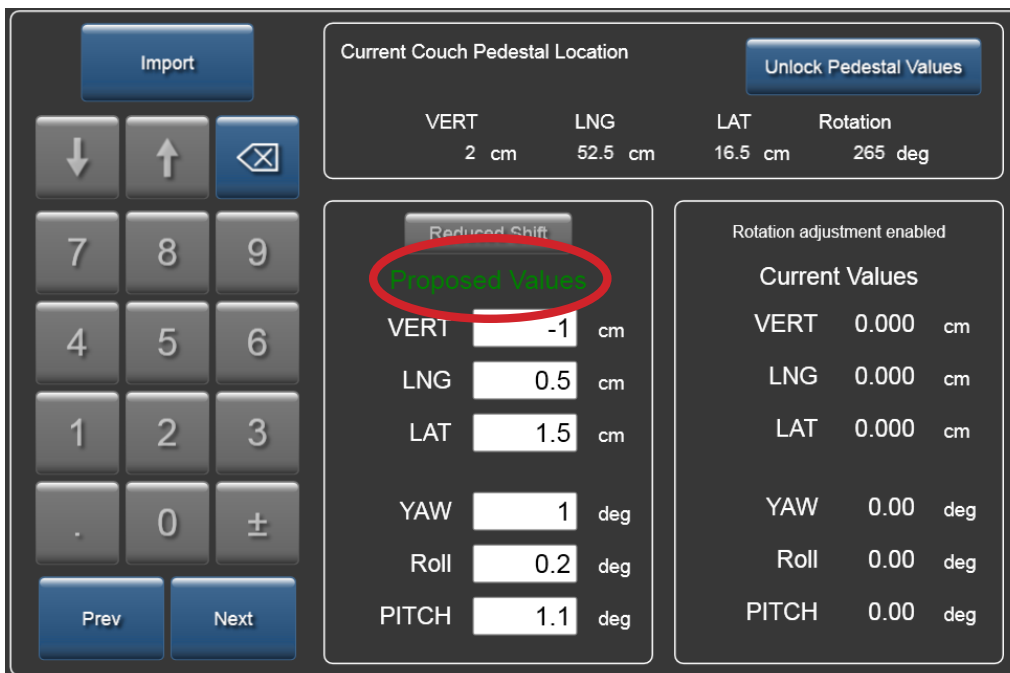 Import
7 8 9
4 5 6
1 2 3
. 0 ±
Prev Next
Current Couch Pedestal Location
Unlock Pedestal Values
VERT LNG LAT Rotation
2 cm 52.5 cm 16.5 cm 265 deg
Reduced Shift
Proposed Values
VERT -1 cm
LNG 0.5 cm
LAT 1.5 cm
YAW 1 deg
Roll 0.2 deg
PITCH 1.1 deg
Rotation adjustment enabled
Current Values
VERT 0.000 cm
LNG 0.000 cm
LAT 0.000 cm
YAW 0.00 deg
Roll 0.00 deg
PITCH 0.00 deg